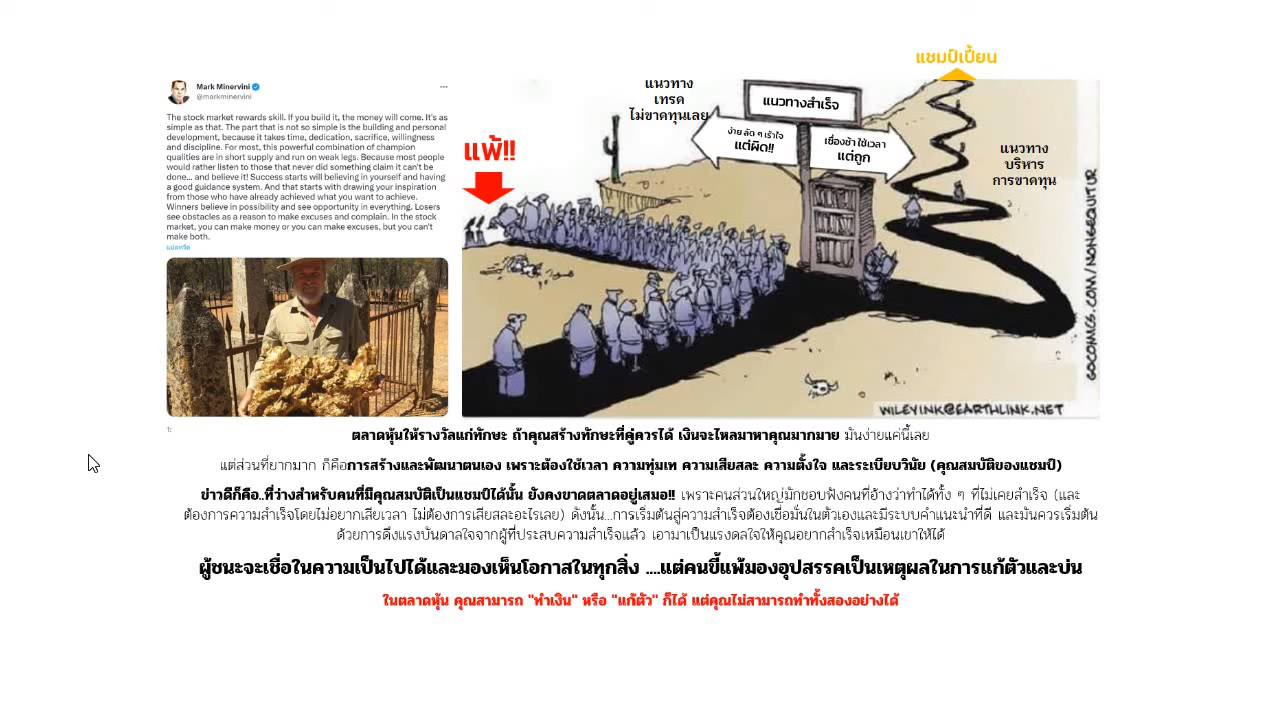 แชมป์เปี้ยน
Mark Minervini
@markminervini
The stock market rewards skill. If you build it, the money will come. It's as
simple as that. The part that is not so simple is the building and personal
development, because it takes time, dedication, sacrifice, willingness
and discipline. For most, this powerful combination of champion
qualities are in short supply and run on weak legs. Because most people
would rather listen to those that never did something claim it can't be
done... and believe it! Success starts will believing in yourself and having
a good guidance system. And that starts with drawing your inspiration
from those who have already achieved what you want to achieve.
Winners believe in possibility and see opportunity in everything. Losers
see obstacles as a reason to make excuses and complain. In the stock
market, you can make money or you can make excuses, but you can't
make both.
แปลทวีต
แพ้!!
แนวทาง
เทรด
ไม่ขาดทุนเลย
แนวทางสำเร็จ
ง่าย ลัด ๆ เร้าใจ
แต่ผิด!!
เชื่องช้า ใช้เวลา
แต่ถูก
แนวทาง
บริหาร
การขาดทุน
GOCOMICS.COM/NONSEQUITUR
WILEYINK@EARTHLINK.NET
ตลาดหุ้นให้รางวัลแก่ทักษะ ถ้าคุณสร้างทักษะที่คู่ควรได้ เงินจะไหลมาหาคุณมากมาย มันง่ายแค่นี้เลย
แต่ส่วนที่ยากมาก ก็คือการสร้างและพัฒนาตนเอง เพราะต้องใช้เวลา ความทุ่มเท ความเสียสละ ความตั้งใจ และระเบียบวินัย (คุณสมบัติของแชมป์)
ข่าวดีก็คือ..ที่ว่างสำหรับคนที่มีคุณสมบัติเป็นแชมป์ได้นั้น ยังคงขาดตลาดอยู่เสมอ!! เพราะคนส่วนใหญ่มักชอบฟังคนที่อ้างว่าทำได้ทั้ง ๆ ที่ไม่เคยสำเร็จ (และ
ต้องการความสำเร็จโดยไม่อยากเสียเวลา ไม่ต้องการเสียสละอะไรเลย) ดังนั้น...การเริ่มต้นสู่ความสำเร็จต้องเชื่อมั่นในตัวเองและมีระบบคำแนะนำที่ดี และมันควรเริ่มต้น
ด้วยการดึงแรงบันดาลใจจากผู้ที่ประสบความสำเร็จแล้ว เอามาเป็นแรงดลใจให้คุณอยากสำเร็จเหมือนเขาให้ได้
ผู้ชนะจะเชื่อในความเป็นไปได้และมองเห็นโอกาสในทุกสิ่ง ....แต่คนขี้แพ้มองอุปสรรคเป็นเหตุผลในการแก้ตัวและบ่น
ในตลาดหุ้น คุณสามารถ "ทำเงิน" หรือ "แก้ตัว" ก็ได้ แต่คุณไม่สามารถทำทั้งสองอย่างได้